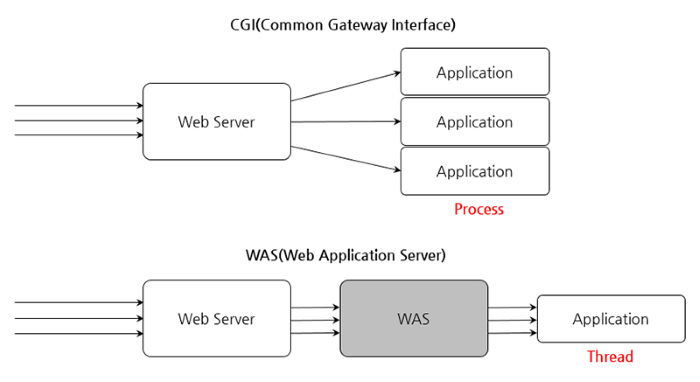 CGI(Common Gateway Interface)
Application
Web Server
Application
Application
Process
WAS(Web Application Server)
Web Server
WAS
Application
Thread